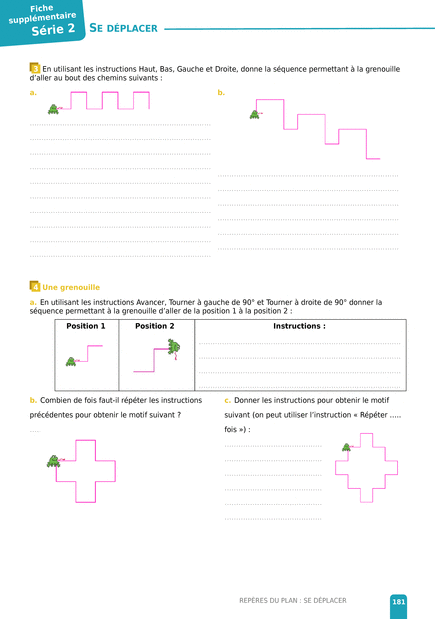 Fiche
supplémentaire
Série 2
SE DÉPLACER
3 En utilisant les instructions Haut, Bas, Gauche et Droite, donne la séquence permettant à la grenouille
d'aller au bout des chemins suivants :
a.
b.
4 Une grenouille
a. En utilisant les instructions Avancer, Tourner à gauche de 90° et Tourner à droite de 90° donner la
séquence permettant à la grenouille d'aller de la position 1 à la position 2 :
Position 1
Position 2
Instructions :
b. Combien de fois faut-il répéter les instructions
précédentes pour obtenir le motif suivant ?
.....
c. Donner les instructions pour obtenir le motif
suivant (on peut utiliser l'instruction « Répéter .....
fois ») :
REPÈRES DU PLAN : SE DÉPLACER
181